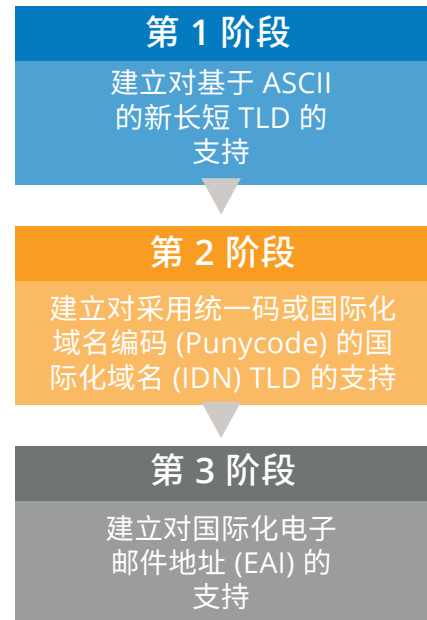 第 1 阶段
建立对基于 ASCII
的新长短 TLD 的
支持
第 2 阶段
建立对采用统一码或国际化
域名编码 (Punycode) 的国
际化域名 (IDN) TLD 的支持
第 3 阶段
建立对国际化电子
邮件地址 (EAI) 的
支持